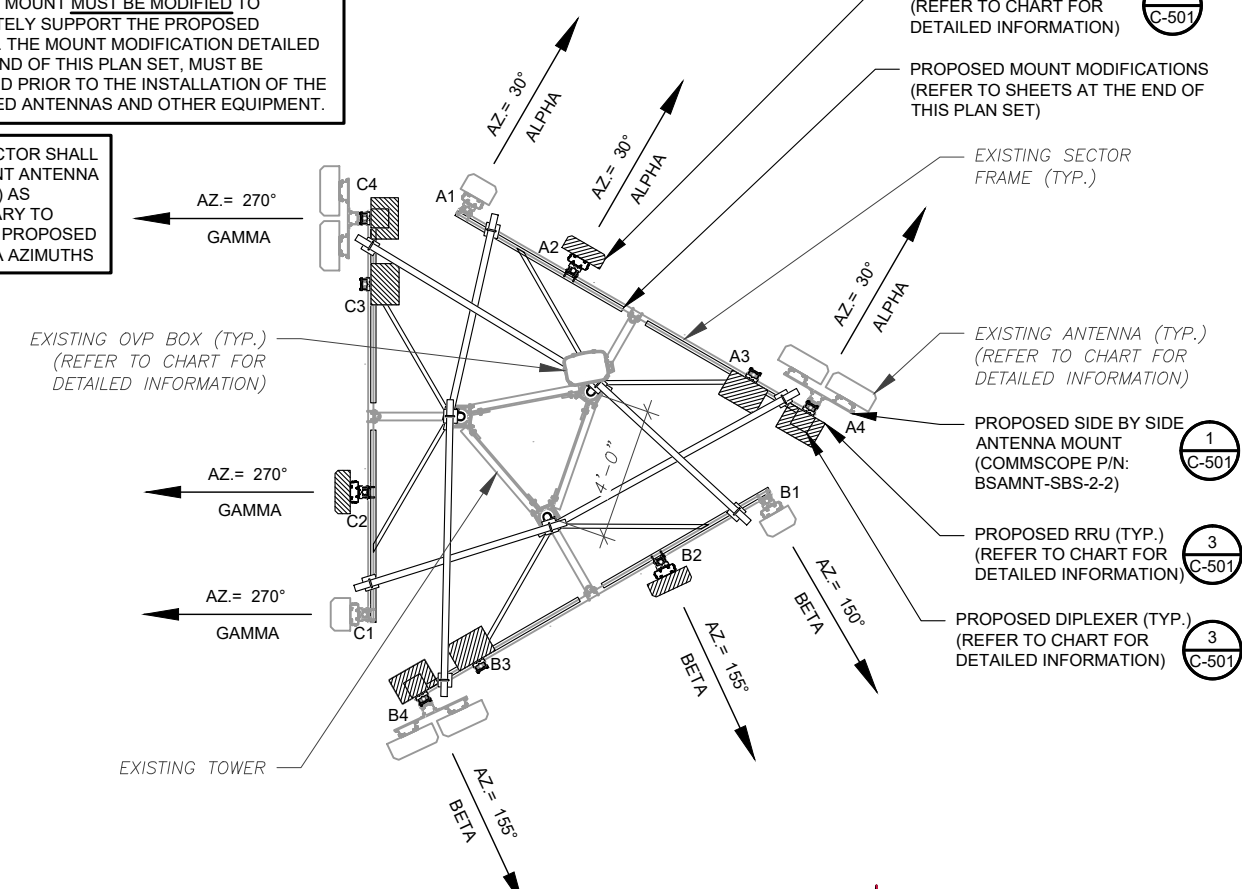 MOUNT MUST BE MODIFIED TO
SUPPORT THE PROPOSED
THE MOUNT MODIFICATION DETAILED
OF THIS PLAN SET, MUST BE
PRIOR TO THE INSTALLATION OF THE
ANTENNAS AND OTHER EQUIPMENT.
SHALL
ANTENNA
AS
TO
PROPOSED
AZIMUTHS
(REFER TO CHART FOR
DETAILED INFORMATION)
C-501
PROPOSED MOUNT MODIFICATIONS
(REFER TO SHEETS AT THE END OF
THIS PLAN SET)
EXISTING SECTOR
FRAME (TYP.)
AZ.= 30°
ALPHA
AZ.= 30°
ALPHA
AZ.= 30°
ALPHA
AZ.= 270°
GAMMA
C4
A1
A2
C3
A3
A4
EXISTING OVP BOX (TYP.)
(REFER TO CHART FOR
DETAILED INFORMATION)
EXISTING ANTENNA (TYP.)
(REFER TO CHART FOR
DETAILED INFORMATION)
PROPOSED SIDE BY SIDE
ANTENNA MOUNT
(COMMSCOPE P/N:
BSAMNT-SBS-2-2)
1
C-501
4'-0"
AZ.= 270°
GAMMA
C2
B1
B2
PROPOSED RRU (TYP.)
(REFER TO CHART FOR
DETAILED INFORMATION)
3
C-501
AZ.= 270°
GAMMA
C1
AZ.= 150°
BETA
PROPOSED DIPLEXER (TYP.)
(REFER TO CHART FOR
DETAILED INFORMATION)
3
C-501
B3
B4
AZ.= 155°
BETA
EXISTING TOWER
AZ.= 155°
BETA